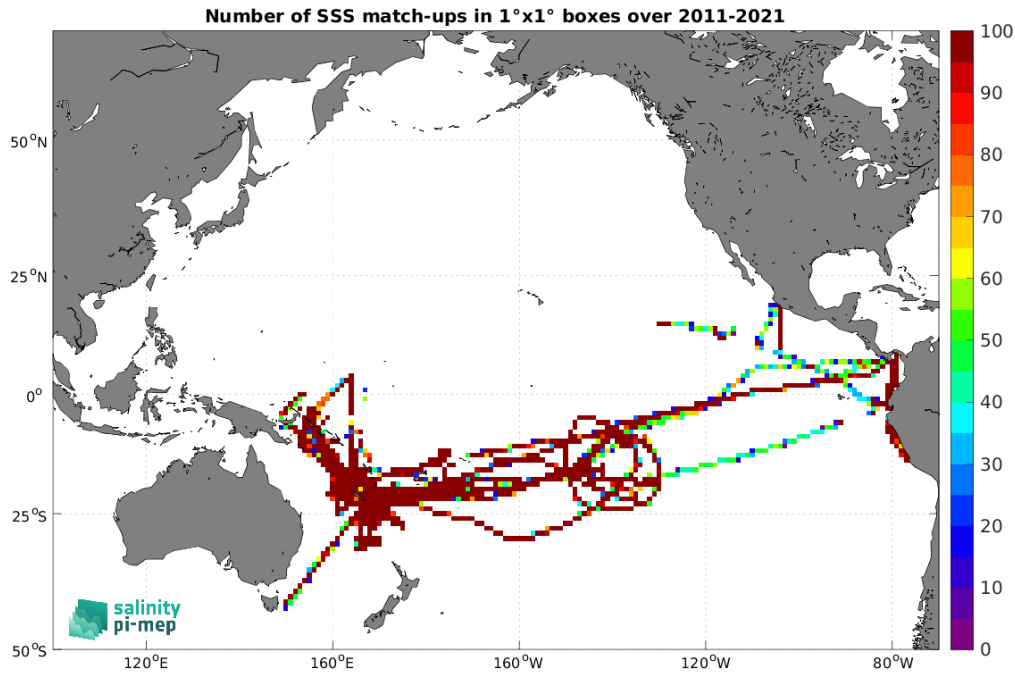 Number of SSS match-ups in 1°x1° boxes over 2011-2021
50°N
25°N
0°
25°S
50°S
120°E
160°E
160°W
120°W
80°W
100
90
80
70
60
50
40
30
20
10
0
salinity
pi-mep